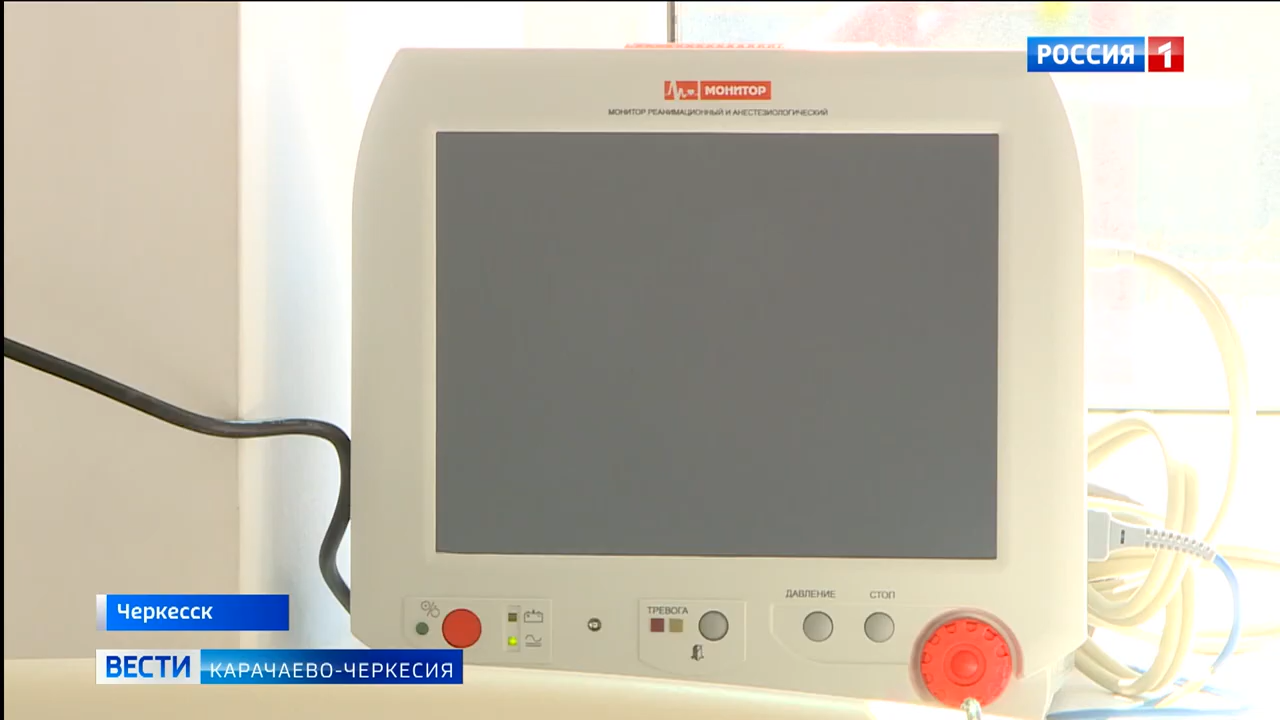 РОССИЯ 1
МОНИТОР
МОНИТОР РЕАНИМАЦИОННЫЙ И АНЕСТЕЗИОЛОГИЧЕСКИЙ
ДАВЛЕНИЕ СТОП
ТРЕВОГА
Черкесск
ВЕСТИ КАРАЧАЕВО-ЧЕРКЕСИЯ